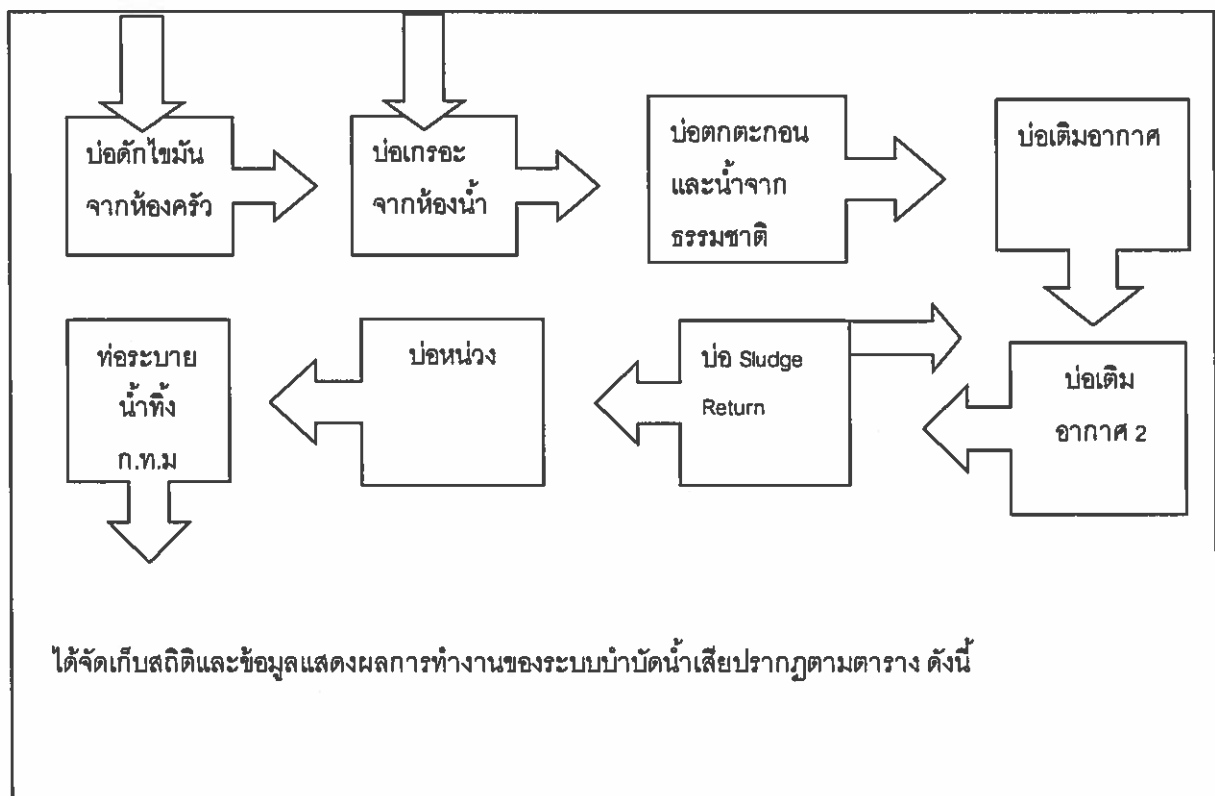 บ่อดักไขมัน
จากห้องครัว
บ่อเกรอะ
จากห้องน้ำ
บ่อตกตะกอน
และน้ำจาก
ธรรมชาติ
บ่อเติมอากาศ
ท่อระบาย
น้ำทิ้ง
ก.ท.ม
บ่อหน่วง
บ่อ Sludge
Return
บ่อเติม
อากาศ 2
ได้จัดเก็บสถิติและข้อมูลแสดงผลการทำงานของระบบบำบัดน้ำเสียปรากฏตามตาราง ดังนี้